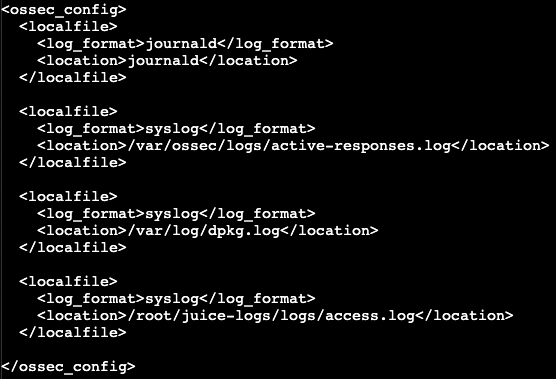 <ossec_config>
  <localfile>
    <log_format>journald</log_format>
    <location>journald</location>
  </localfile>

  <localfile>
    <log_format>syslog</log_format>
    <location>/var/ossec/logs/active-responses.log</location>
  </localfile>

  <localfile>
    <log_format>syslog</log_format>
    <location>/var/log/dpkg.log</location>
  </localfile>

  <localfile>
    <log_format>syslog</log_format>
    <location>/root/juice-logs/logs/access.log</location>
  </localfile>

</ossec_config>